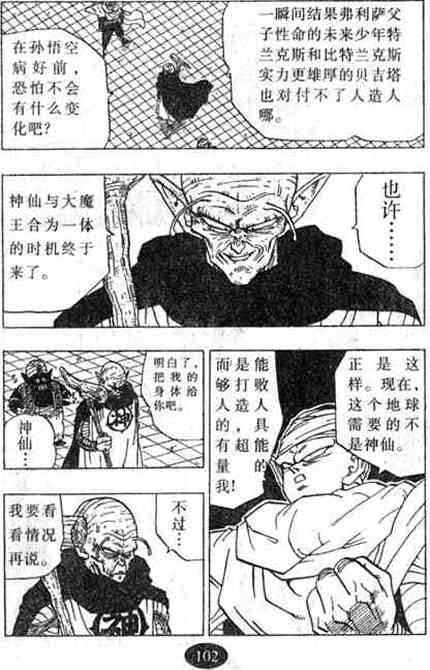 一瞬间结果弗利萨父
子性命的未来少年特
兰克斯和比特兰克斯
实力更雄厚的贝吉塔
也对付不了人造人
哪。
在孙悟空
病好前，
恐怕不会
有什么变
化吧？
也许……
神仙与大魔
王合为一体
的时机终于
来了。
正是这
样。现在，
这个地球
需要的不
是神仙。
而是能
够打败
人造人
的，具
有超能
量的
我！
明白了，
把我的
身体给
你吧。
神仙…
神
不过…
我要看
看情况
再说。
神
102